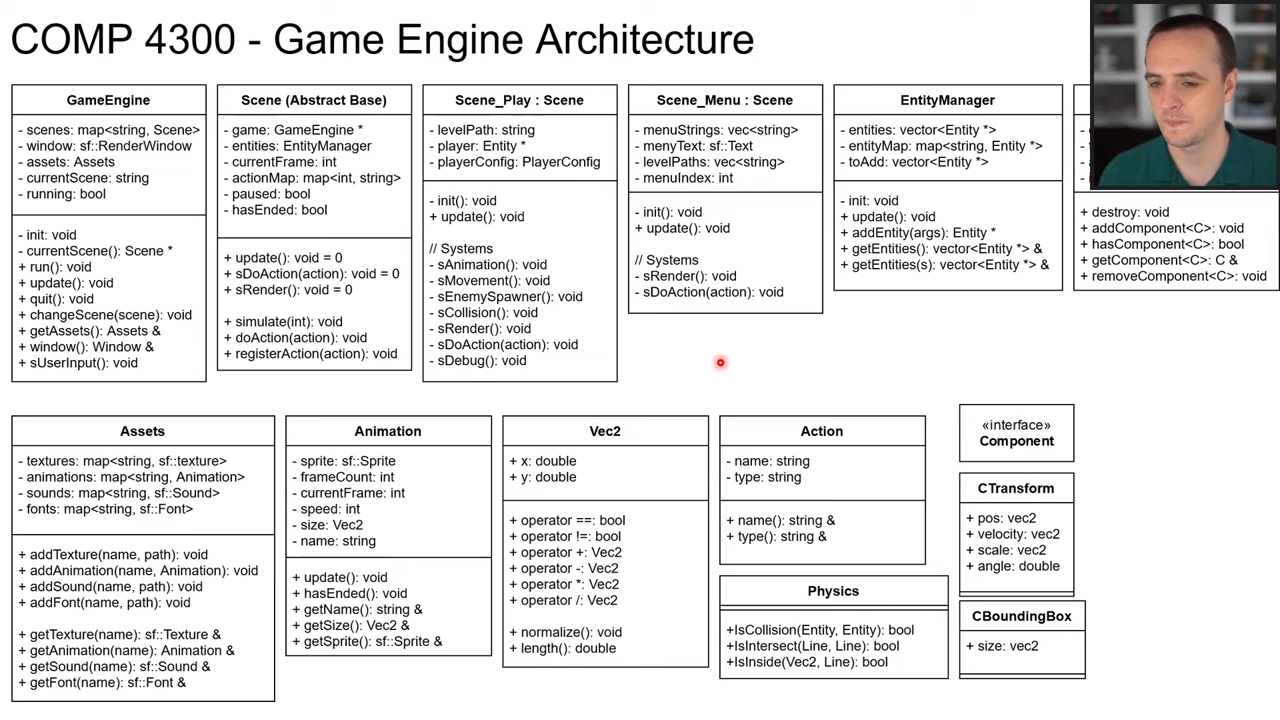 COMP 4300 - Game Engine Architecture
GameEngine
- scenes: map<string, Scene>
- window: sf::RenderWindow
- assets: Assets
- currentScene: string
- running: bool
- init: void
- currentScene(): Scene *
+ run(): void
+ update(): void
+ quit(): void
+ changeScene(scene): void
+ getAssets(): Assets &
+ window(): Window &
+ sUserInput(): void
Scene (Abstract Base)
- game: GameEngine *
- entities: EntityManager
- currentFrame: int
- actionMap: map<int, string>
- paused: bool
- hasEnded: bool
+ update(): void = 0
+ sDoAction(action): void = 0
+ sRender(): void = 0
+ simulate(int): void
+ doAction(action): void
+ registerAction(action): void
Scene_Play : Scene
- levelPath: string
- player: Entity *
- playerConfig: PlayerConfig
- init(): void
+ update(): void
// Systems
- sAnimation(): void
- sMovement(): void
- sEnemySpawner(): void
- sCollision(): void
- sRender(): void
- sDoAction(action): void
- sDebug(): void
Scene_Menu : Scene
- menuStrings: vec<string>
- menyText: sf::Text
- levelPaths: vec<string>
- menuIndex: int
- init(): void
+ update(): void
// Systems
- sRender(): void
- sDoAction(action): void
EntityManager
- entities: vector<Entity *>
- entityMap: map<string, Entity *>
- toAdd: vector<Entity *>
- init: void
+ update(): void
+ addEntity(args): Entity *
+ getEntities(): vector<Entity *> &
+ getEntities(s): vector<Entity *> &
+ destroy: void
+ addComponent<C>: void
+ hasComponent<C>: bool
+ getComponent<C>: C &
+ removeComponent<C>: void
Assets
- textures: map<string, sf::texture>
- animations: map<string, Animation>
- sounds: map<string, sf::Sound>
- fonts: map<string, sf::Font>
+ addTexture(name, path): void
+ addAnimation(name, Animation): void
+ addSound(name, path): void
+ addFont(name, path): void
+ getTexture(name): sf::Texture &
+ getAnimation(name): Animation &
+ getSound(name): sf::Sound &
+ getFont(name): sf::Font &
Animation
- sprite: sf::Sprite
- frameCount: int
- currentFrame: int
- speed: int
- size: Vec2
- name: string
+ update(): void
+ hasEnded(): void
+ getName(): string &
+ getSize(): Vec2 &
+ getSprite(): sf::Sprite &
Vec2
+ x: double
+ y: double
+ operator ==: bool
+ operator !=: bool
+ operator +: Vec2
+ operator -: Vec2
+ operator *: Vec2
+ operator /: Vec2
+ normalize(): void
+ length(): double
Action
- name: string
- type: string
+ name(): string &
+ type(): string &
Physics
+IsCollision(Entity, Entity): bool
+IsIntersect(Line, Line): bool
+IsInside(Vec2, Line): bool
«interface»
Component
CTransform
+ pos: vec2
+ velocity: vec2
+ scale: vec2
+ angle: double
CBoundingBox
+ size: vec2